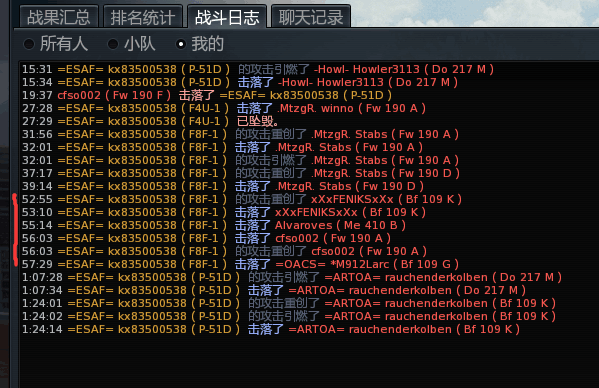 战果汇总 排名统计 战斗日志 聊天记录
所有人 小队 我的
15:31 =ESAF= kx83500538 ( P-51D ) 的攻击引燃了 -Howl- Howler3113 ( Do 217 M )
15:34 =ESAF= kx83500538 ( P-51D ) 击落了 -Howl- Howler3113 ( Do 217 M )
19:37 cfso002 ( Fw 190 F ) 击落了 =ESAF= kx83500538 ( P-51D )
27:28 =ESAF= kx83500538 ( F4U-1 ) 击落了 .MtzgR. winno ( Fw 190 A )
27:29 =ESAF= kx83500538 ( F4U-1 ) 已坠毁。
31:56 =ESAF= kx83500538 ( F8F-1 ) 的攻击重创了 .MtzgR. Stabs ( Fw 190 A )
32:01 =ESAF= kx83500538 ( F8F-1 ) 击落了 .MtzgR. Stabs ( Fw 190 A )
32:01 =ESAF= kx83500538 ( F8F-1 ) 的攻击引燃了 .MtzgR. Stabs ( Fw 190 A )
37:17 =ESAF= kx83500538 ( F8F-1 ) 的攻击重创了 .MtzgR. Stabs ( Fw 190 D )
39:14 =ESAF= kx83500538 ( F8F-1 ) 击落了 .MtzgR. Stabs ( Fw 190 D )
52:55 =ESAF= kx83500538 ( F8F-1 ) 的攻击重创了 xXxFENIKSxXx ( Bf 109 K )
53:10 =ESAF= kx83500538 ( F8F-1 ) 击落了 xXxFENIKSxXx ( Bf 109 K )
55:14 =ESAF= kx83500538 ( F8F-1 ) 击落了 Alvaroves ( Me 410 B )
56:03 =ESAF= kx83500538 ( F8F-1 ) 击落了 cfso002 ( Fw 190 A )
56:03 =ESAF= kx83500538 ( F8F-1 ) 的攻击重创了 cfso002 ( Fw 190 A )
57:29 =ESAF= kx83500538 ( F8F-1 ) 击落了 =OACS= *M912Larc ( Bf 109 G )
1:07:28 =ESAF= kx83500538 ( P-51D ) 的攻击引燃了 =ARTOA= rauchenderkolben ( Do 217 M )
1:07:34 =ESAF= kx83500538 ( P-51D ) 击落了 =ARTOA= rauchenderkolben ( Do 217 M )
1:24:01 =ESAF= kx83500538 ( P-51D ) 的攻击重创了 =ARTOA= rauchenderkolben ( Bf 109 K )
1:24:02 =ESAF= kx83500538 ( P-51D ) 的攻击引燃了 =ARTOA= rauchenderkolben ( Bf 109 K )
1:24:14 =ESAF= kx83500538 ( P-51D ) 击落了 =ARTOA= rauchenderkolben ( Bf 109 K )